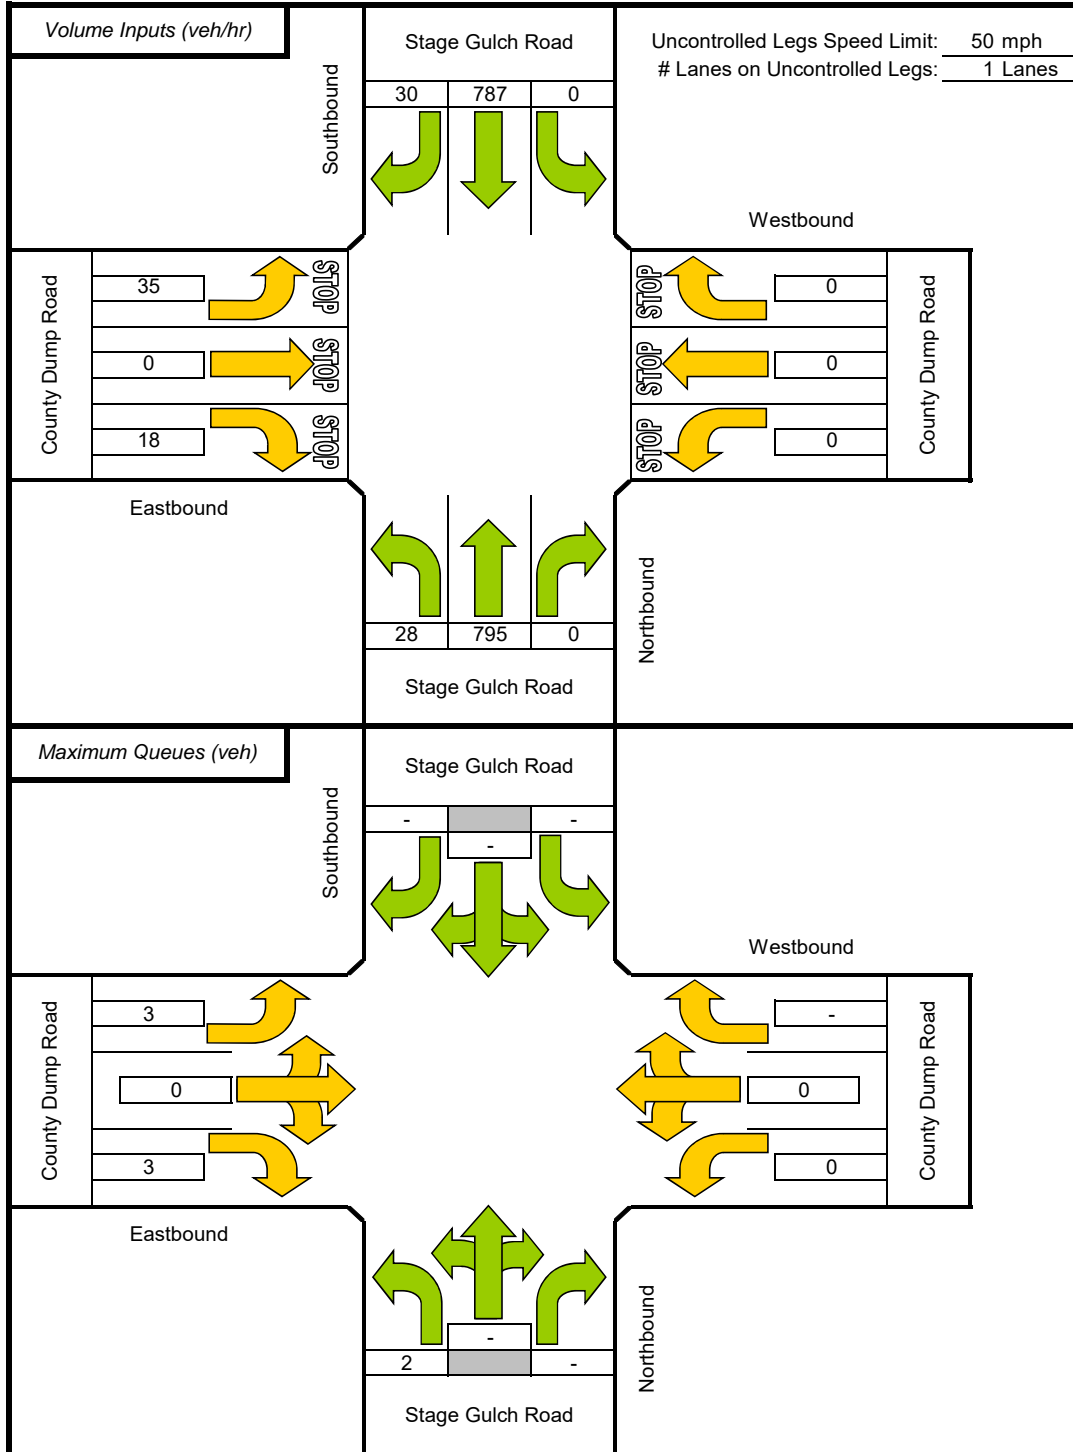 Volume Inputs (veh/hr)
Stage Gulch Road
Uncontrolled Legs Speed Limit: 50 mph
# Lanes on Uncontrolled Legs: 1 Lanes
Southbound
30 787 0
Westbound
County Dump Road
35
0
18
STOP
STOP
STOP
STOP
STOP
STOP
0
0
0
County Dump Road
Eastbound
Northbound
28 795 0
Stage Gulch Road
Maximum Queues (veh)
Stage Gulch Road
Southbound
- -
-
Westbound
County Dump Road
3
0
3
-
0
0
County Dump Road
Eastbound
Northbound
-
2 -
Stage Gulch Road